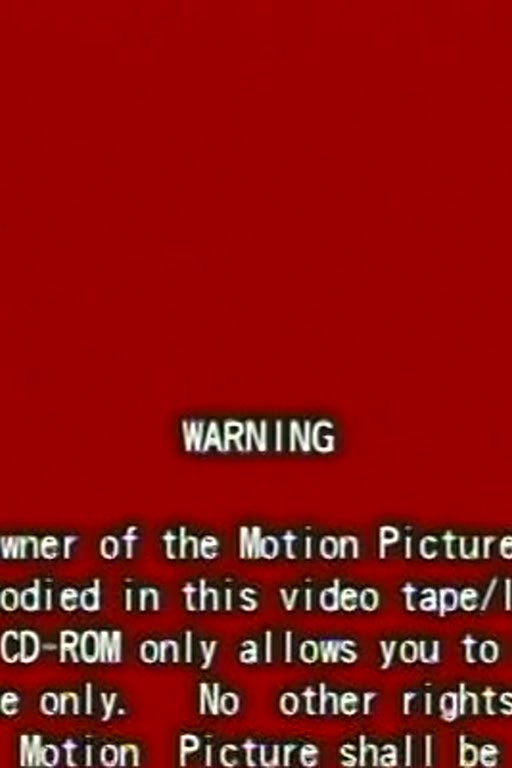 WARNING
wner of the Motion Picture
odied in this video tape/l
CD-ROM only allows you to
e only. No other rights
Motion Picture shall be